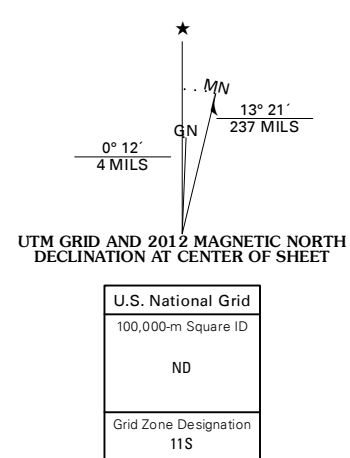 MN
GN
13° 21´
237 MILS
0° 12´
4 MILS
UTM GRID AND 2012 MAGNETIC NORTH
DECLINATION AT CENTER OF SHEET
U.S. National Grid
100,000-m Square ID
ND
Grid Zone Designation
11S